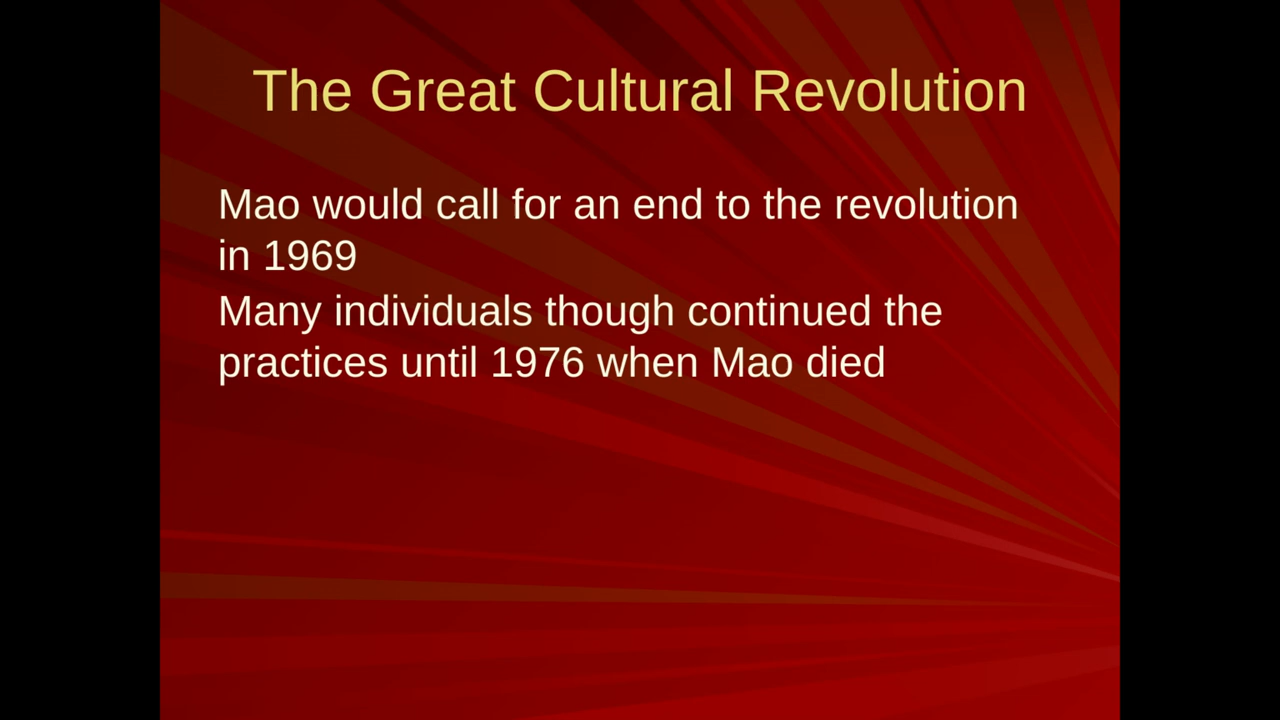 The Great Cultural Revolution
Mao would call for an end to the revolution
in 1969
Many individuals though continued the
practices until 1976 when Mao died